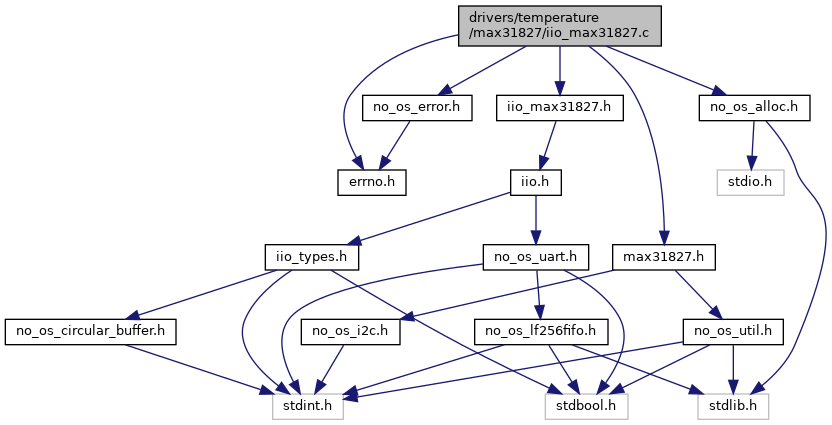 drivers/temperature
/max31827/iio_max31827.c
no_os_error.h
iio_max31827.h
no_os_alloc.h
errno.h
iio.h
stdio.h
iio_types.h
no_os_uart.h
max31827.h
no_os_circular_buffer.h
no_os_i2c.h
no_os_lf256fifo.h
no_os_util.h
stdint.h
stdbool.h
stdlib.h